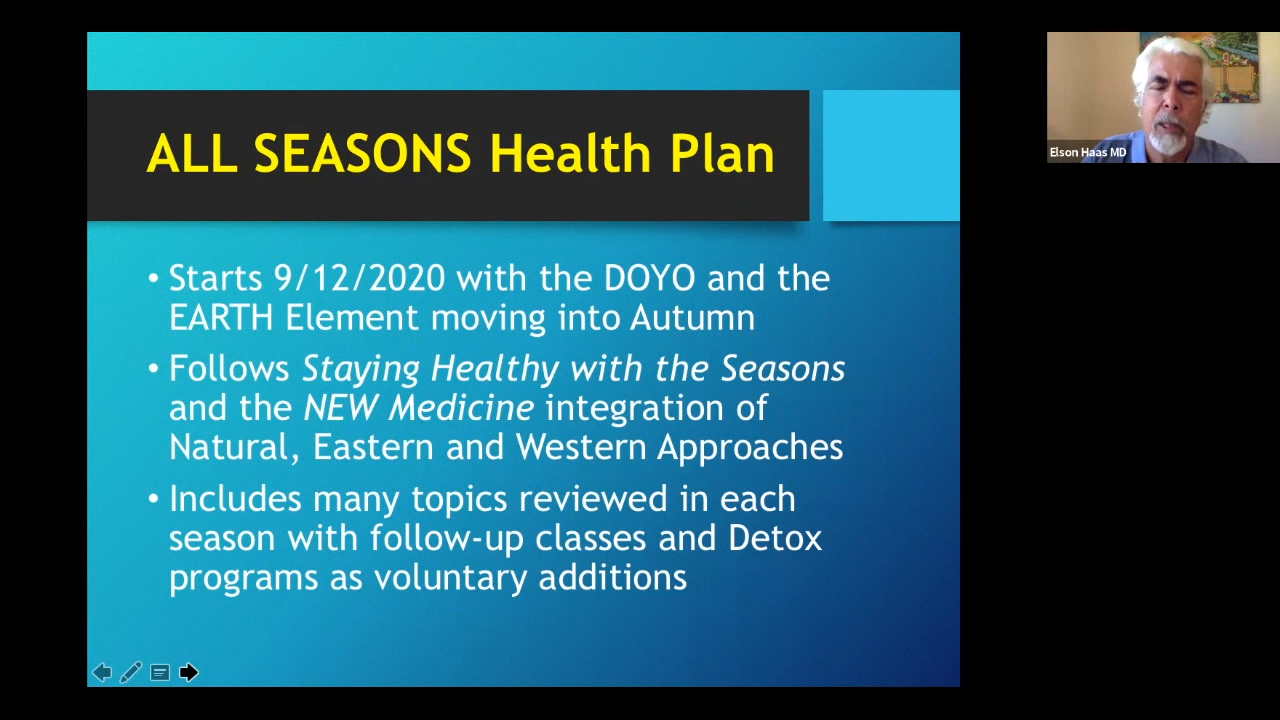 ALL SEASONS Health Plan
• Starts 9/12/2020 with the DOYO and the
EARTH Element moving into Autumn
• Follows Staying Healthy with the Seasons
and the NEW Medicine integration of
Natural, Eastern and Western Approaches
• Includes many topics reviewed in each
season with follow-up classes and Detox
programs as voluntary additions
Elson Haas MD